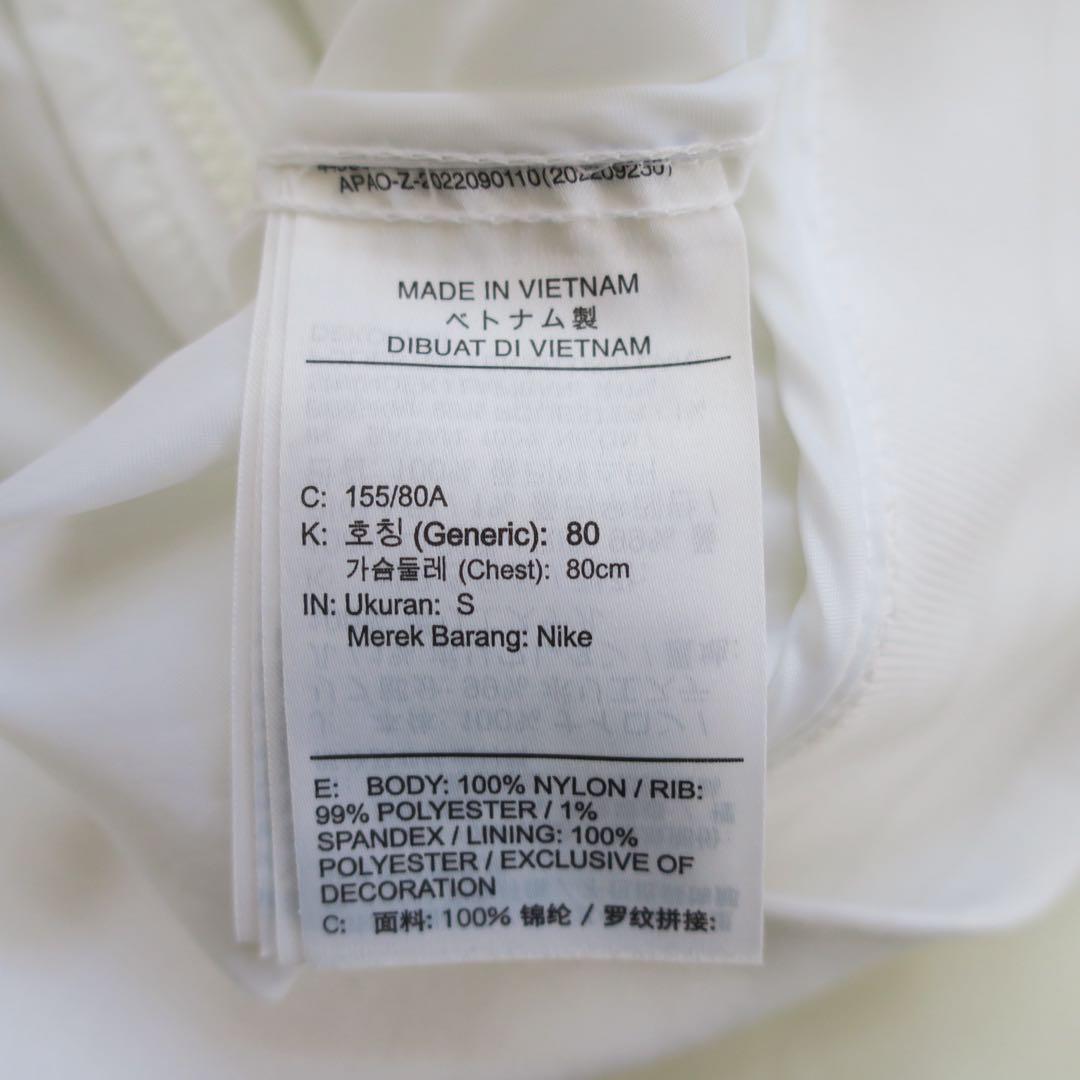 APAO-Z-2022090110(202209230)
MADE IN VIETNAM
ベトナム製
DIBUAT DI VIETNAM
C: 155/80A
K: 호칭 (Generic): 80
가슴둘레 (Chest): 80cm
IN: Ukuran: S
Merek Barang: Nike
E: BODY: 100% NYLON / RIB:
99% POLYESTER / 1%
SPANDEX / LINING: 100%
POLYESTER / EXCLUSIVE OF
DECORATION
C: 面料: 100% 锦纶 / 罗纹拼接: